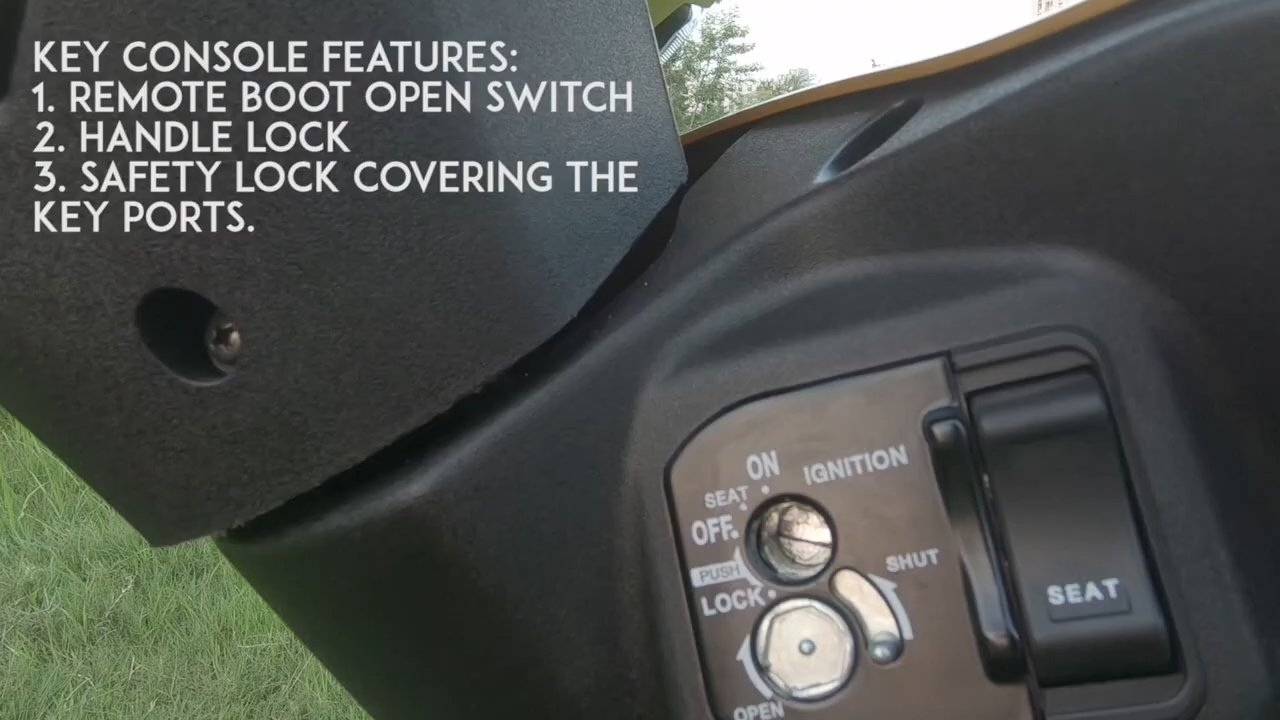 KEY CONSOLE FEATURES:
1. REMOTE BOOT OPEN SWITCH
2. HANDLE LOCK
3. SAFETY LOCK COVERING THE
KEY PORTS.
ON
IGNITION
SEAT
OFF
PUSH
LOCK
SHUT
OPEN
SEAT